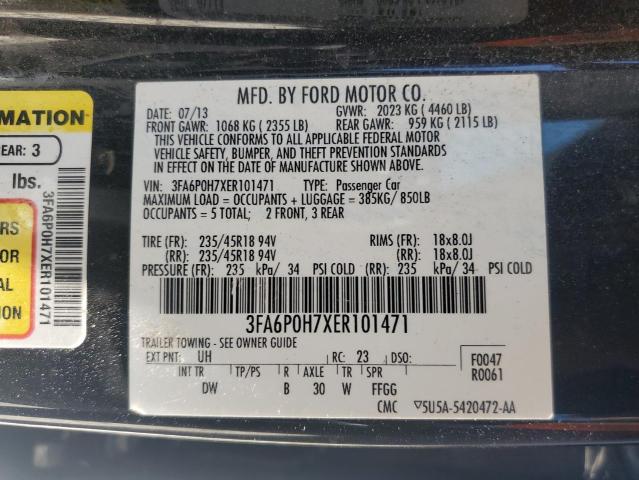 MFD. BY FORD MOTOR CO.
DATE: 07/13 GVWR: 2023 KG ( 4460 LB)
FRONT GAWR: 1068 KG ( 2355 LB) REAR GAWR: 959 KG ( 2115 LB)
THIS VEHICLE CONFORMS TO ALL APPLICABLE FEDERAL MOTOR
VEHICLE SAFETY, BUMPER, AND THEFT PREVENTION STANDARDS
IN EFFECT ON THE DATE OF MANUFACTURE SHOWN ABOVE.
VIN: 3FA6P0H7XER101471 TYPE: Passenger Car
MAXIMUM LOAD = OCCUPANTS + LUGGAGE = 385KG/ 850LB
OCCUPANTS = 5 TOTAL; 2 FRONT, 3 REAR
TIRE (FR): 235/45R18 94V RIMS (FR): 18x8.0J
(RR): 235/45R18 94V (RR): 18x8.0J
PRESSURE (FR): 235 kPa/ 34 PSI COLD (RR): 235 kPa/ 34 PSI COLD
3FA6P0H7XER101471
TRAILER TOWING - SEE OWNER GUIDE
EXT PNT: UH RC: 23 DSO: F0047
INT TR TP/PS R AXLE TR SPR R0061
DW B 30 W FFGG
CMC 5U5A-5420472-AA
RMATION
REAR: 3
lbs.
3FA6P0H7XER101471
OR
AL
TION